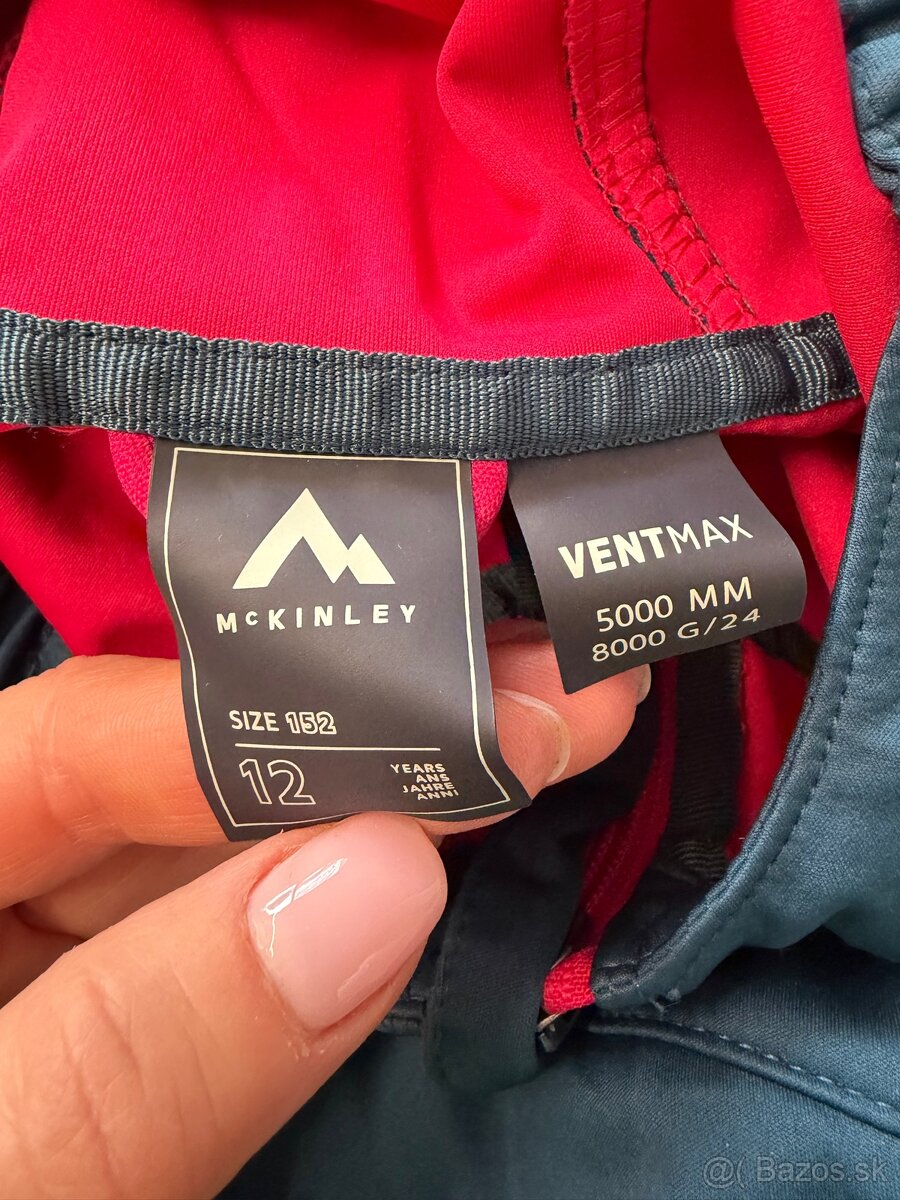 McKINLEY
SIZE 152
12
YEARS
ANS
JAHRE
ANNI
VENTMAX
5000 MM
8000 G/24
@( Bazos.sk